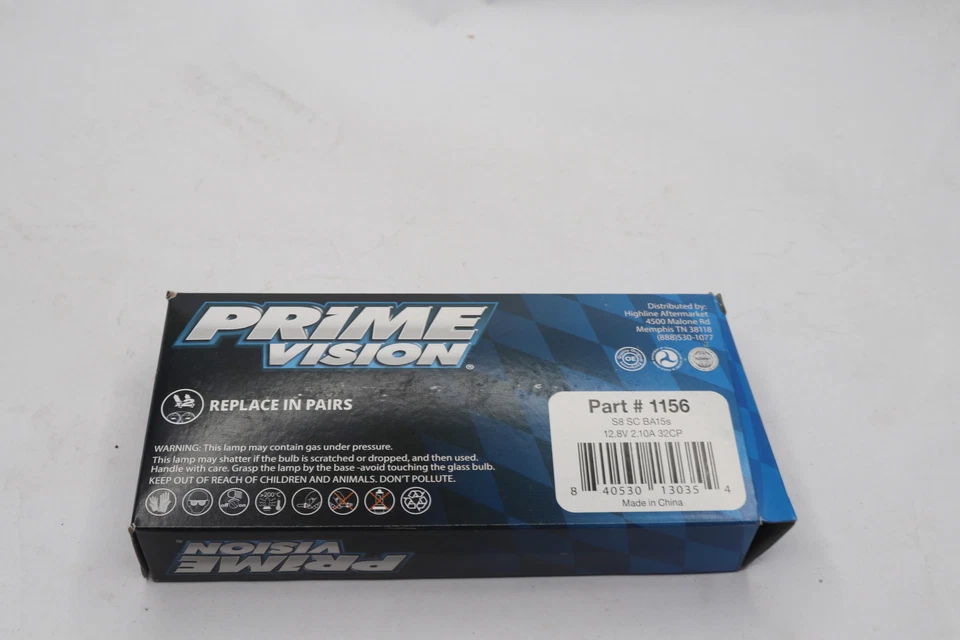 PRIME
VISION®
Distributed by:
Highline Aftermarket
4500 Malone Rd
Memphis TN 38118
(888)530-1077
OE
REPLACE IN PAIRS
Part # 1156
S8 SC BA15s
12.8V 2.10A 32CP
8 40530 13035 4
Made in China
WARNING: This lamp may contain gas under pressure.
This lamp may shatter if the bulb is scratched or dropped, and then used.
Handle with care. Grasp the lamp by the base -avoid touching the glass bulb.
KEEP OUT OF REACH OF CHILDREN AND ANIMALS. DON'T POLLUTE.
PRIME
VISION